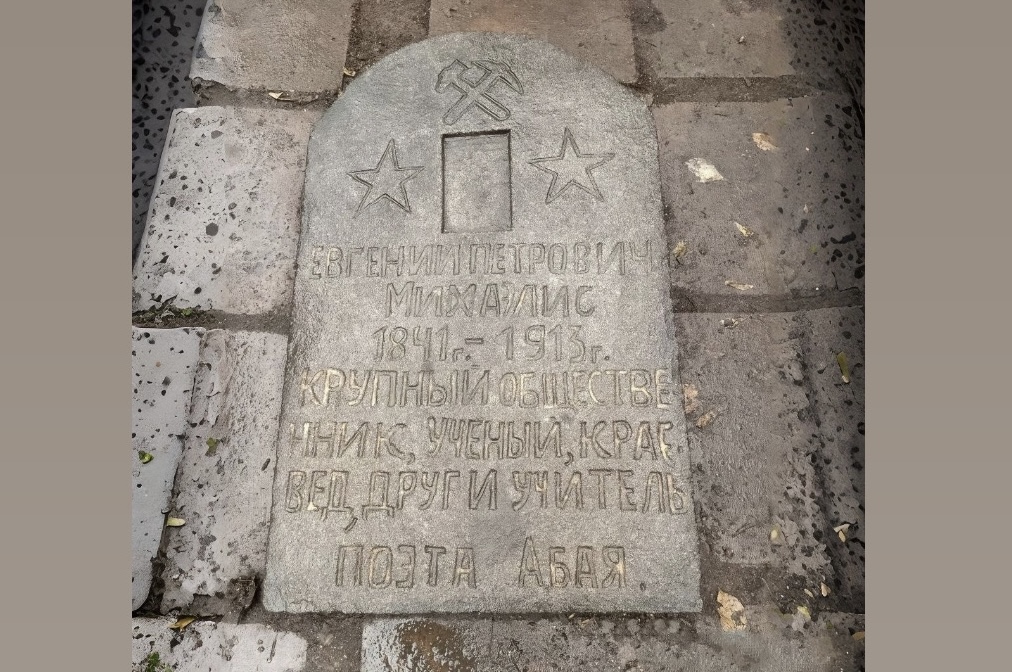 ЕВГЕНИЙ ПЕТРОВИЧ
МИХАЭЛИС
1841г.- 1913г.
КРУПНЫЙ ОБЩЕСТВЕ
ННИК, УЧЕНЫЙ, КРАЕ-
ВЕД, ДРУГ И УЧИТЕЛЬ
ПОЭТА АБАЯ.